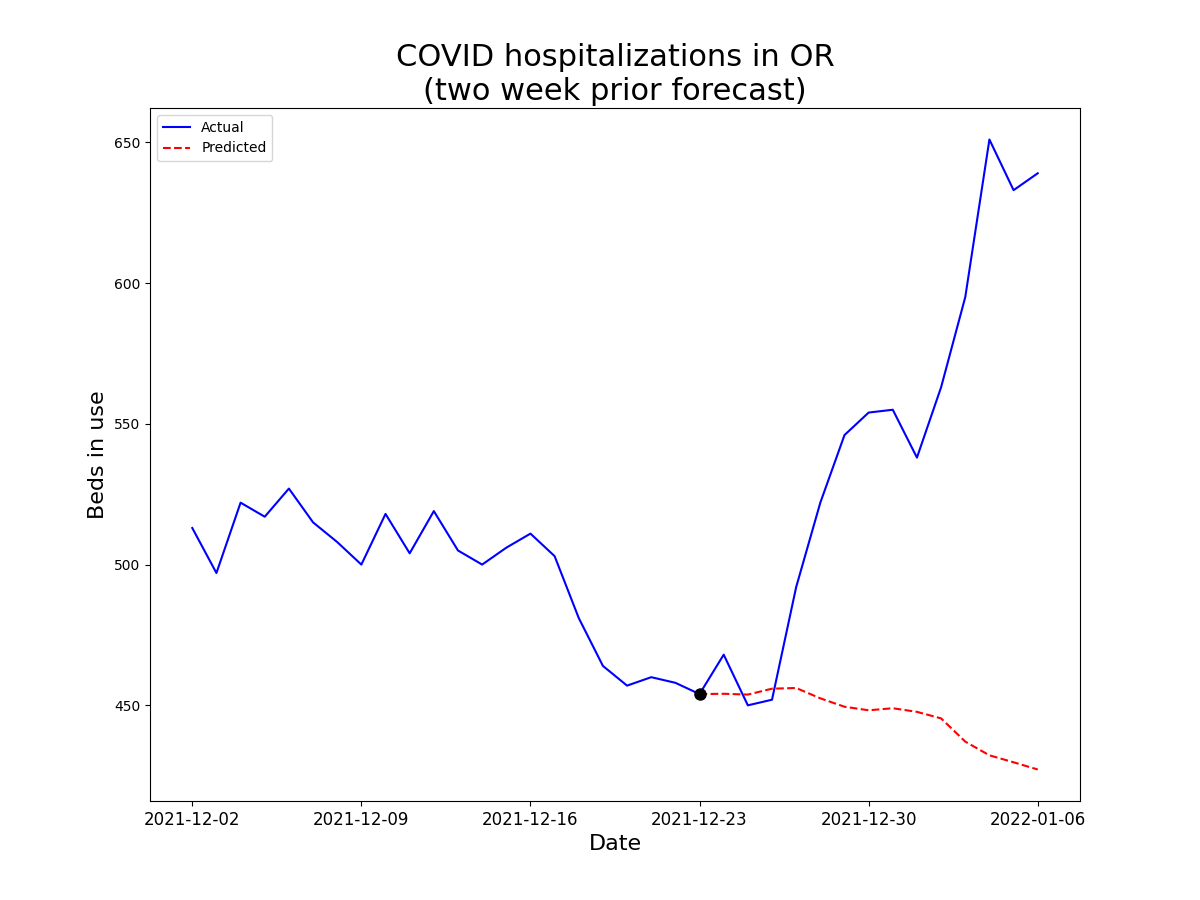 COVID hospitalizations in OR
(two week prior forecast)
Actual
Predicted
650
600
550
500
450
Beds in use
2021-12-02
2021-12-09
2021-12-16
2021-12-23
2021-12-30
2022-01-06
Date